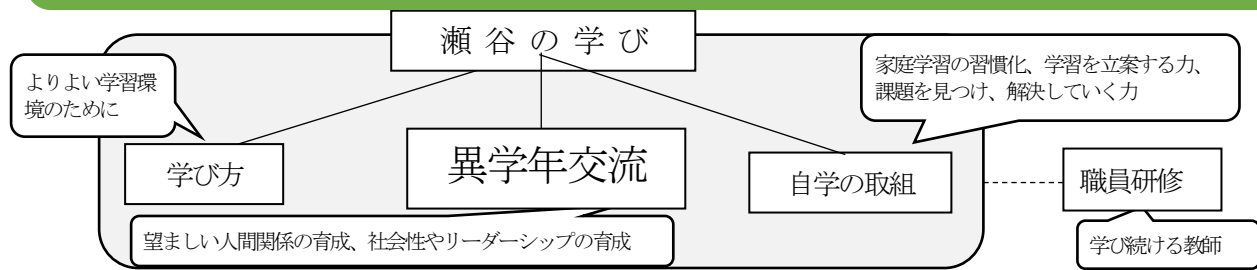 瀬谷の学び
よりよい学習環
境のために
家庭学習の習慣化、学習を立案する力、
課題を見つけ、解決していく力
学び方
異学年交流
自学の取組
職員研修
望ましい人間関係の育成、社会性やリーダーシップの育成
学び続ける教師